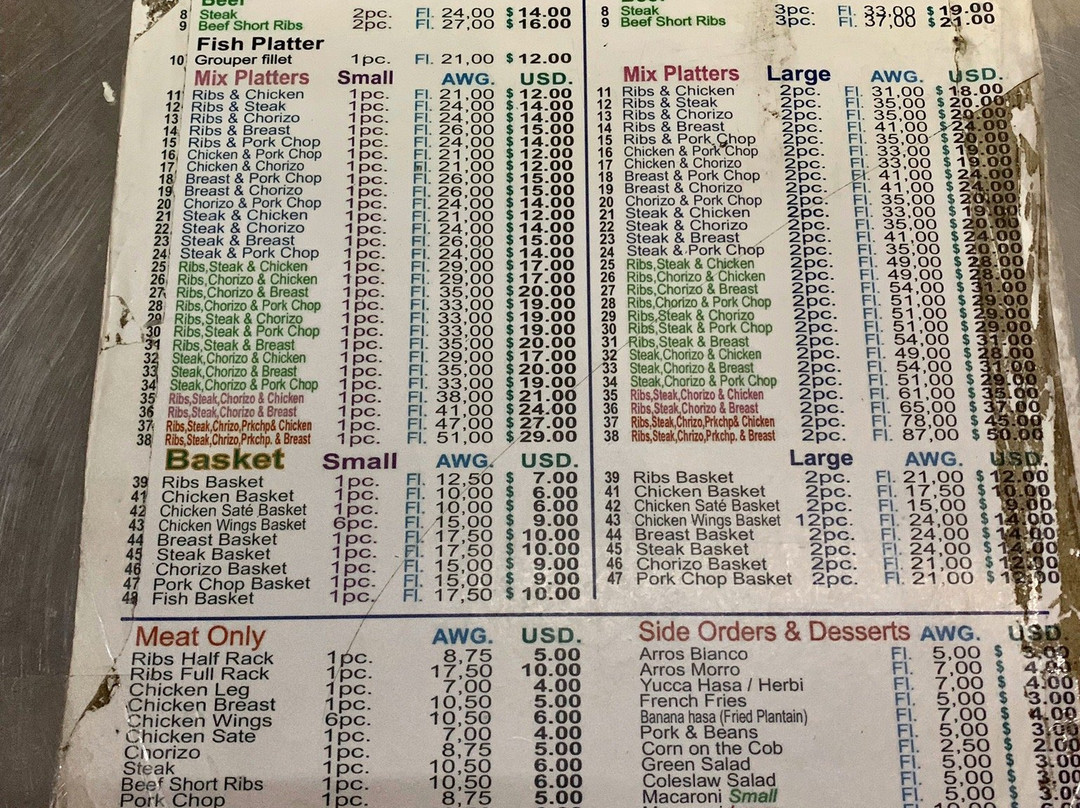 Beef
8 Steak 2pc. Fl. 24,00 $ 14.00
9 Beef Short Ribs 2pc. Fl. 27,00 $ 16.00
Fish Platter
10 Grouper fillet 1pc. Fl. 21,00 $ 12.00
Mix Platters Small AWG. USD.
11 Ribs & Chicken 1pc. Fl. 21,00 $ 12.00
12 Ribs & Steak 1pc. Fl. 24,00 $ 14.00
13 Ribs & Chorizo 1pc. Fl. 24,00 $ 14.00
14 Ribs & Breast 1pc. Fl. 26,00 $ 15.00
15 Ribs & Pork Chop 1pc. Fl. 24,00 $ 14.00
16 Chicken & Pork Chop 1pc. Fl. 21,00 $ 12.00
17 Chicken & Chorizo 1pc. Fl. 21,00 $ 12.00
18 Breast & Pork Chop 1pc. Fl. 26,00 $ 15.00
19 Breast & Chorizo 1pc. Fl. 26,00 $ 15.00
20 Chorizo & Pork Chop 1pc. Fl. 24,00 $ 14.00
21 Steak & Chicken 1pc. Fl. 21,00 $ 12.00
22 Steak & Chorizo 1pc. Fl. 24,00 $ 14.00
23 Steak & Breast 1pc. Fl. 26,00 $ 15.00
24 Steak & Pork Chop 1pc. Fl. 24,00 $ 14.00
25 Ribs,Steak & Chicken 1pc. Fl. 29,00 $ 17.00
26 Ribs,Chorizo & Chicken 1pc. Fl. 29,00 $ 17.00
27 Ribs,Chorizo & Breast 1pc. Fl. 35,00 $ 20.00
28 Ribs,Chorizo & Pork Chop 1pc. Fl. 33,00 $ 19.00
29 Ribs,Steak & Chorizo 1pc. Fl. 33,00 $ 19.00
30 Ribs,Steak & Pork Chop 1pc. Fl. 33,00 $ 19.00
31 Ribs,Steak & Breast 1pc. Fl. 35,00 $ 20.00
32 Steak,Chorizo & Chicken 1pc. Fl. 29,00 $ 17.00
33 Steak,Chorizo & Breast 1pc. Fl. 35,00 $ 20.00
34 Steak,Chorizo & Pork Chop 1pc. Fl. 33,00 $ 19.00
35 Ribs,Steak,Chorizo & Chicken 1pc. Fl. 38,00 $ 21.00
36 Ribs,Steak,Chorizo & Breast 1pc. Fl. 41,00 $ 24.00
37 Ribs,Steak,Chrizo,Prkchp& Chicken 1pc. Fl. 47,00 $ 27.00
38 Ribs,Steak,Chrizo,Prkchp. & Breast 1pc. Fl. 51,00 $ 29.00
Basket Small AWG. USD.
39 Ribs Basket 1pc. Fl. 12,50 $ 7.00
41 Chicken Basket 1pc. Fl. 10,00 $ 6.00
42 Chicken Saté Basket 1pc. Fl. 10,00 $ 6.00
43 Chicken Wings Basket 6pc. Fl. 15,00 $ 9.00
44 Breast Basket 1pc. Fl. 17,50 $ 10.00
45 Steak Basket 1pc. Fl. 17,50 $ 10.00
46 Chorizo Basket 1pc. Fl. 15,00 $ 9.00
47 Pork Chop Basket 1pc. Fl. 15,00 $ 9.00
48 Fish Basket 1pc. Fl. 17,50 $ 10.00
8 Steak 3pc. Fl. 33,00 $ 19.00
9 Beef Short Ribs 3pc. Fl. 37,00 $ 21.00
Mix Platters Large AWG. USD.
11 Ribs & Chicken 2pc. Fl. 31,00 $ 18.00
12 Ribs & Steak 2pc. Fl. 35,00 $ 20.00
13 Ribs & Chorizo 2pc. Fl. 35,00 $ 20.00
14 Ribs & Breast 2pc. Fl. 41,00 $ 24.00
15 Ribs & Pork Chop 2pc. Fl. 35,00 $ 20.00
16 Chicken & Pork Chop 2pc. Fl. 33,00 $ 19.00
17 Chicken & Chorizo 2pc. Fl. 33,00 $ 19.00
18 Breast & Pork Chop 2pc. Fl. 41,00 $ 24.00
19 Breast & Chorizo 2pc. Fl. 41,00 $ 24.00
20 Chorizo & Pork Chop 2pc. Fl. 35,00 $ 20.00
21 Steak & Chicken 2pc. Fl. 33,00 $ 19.00
22 Steak & Chorizo 2pc. Fl. 35,00 $ 20.00
23 Steak & Breast 2pc. Fl. 41,00 $ 24.00
24 Steak & Pork Chop 2pc. Fl. 35,00 $ 20.00
25 Ribs,Steak & Chicken 2pc. Fl. 49,00 $ 28.00
26 Ribs,Chorizo & Chicken 2pc. Fl. 49,00 $ 28.00
27 Ribs,Chorizo & Breast 2pc. Fl. 54,00 $ 31.00
28 Ribs,Chorizo & Pork Chop 2pc. Fl. 51,00 $ 29.00
29 Ribs,Steak & Chorizo 2pc. Fl. 51,00 $ 29.00
30 Ribs,Steak & Pork Chop 2pc. Fl. 51,00 $ 29.00
31 Ribs,Steak & Breast 2pc. Fl. 54,00 $ 31.00
32 Steak,Chorizo & Chicken 2pc. Fl. 49,00 $ 28.00
33 Steak,Chorizo & Breast 2pc. Fl. 54,00 $ 31.00
34 Steak,Chorizo & Pork Chop 2pc. Fl. 51,00 $ 29.00
35 Ribs,Steak,Chorizo & Chicken 2pc. Fl. 61,00 $ 35.00
36 Ribs,Steak,Chorizo & Breast 2pc. Fl. 65,00 $ 37.00
37 Ribs,Steak,Chrizo,Prkchp& Chicken 2pc. Fl. 78,00 $ 45.00
38 Ribs,Steak,Chrizo,Prkchp. & Breast 2pc. Fl. 87,00 $ 50.00
Large AWG. USD.
39 Ribs Basket 2pc. Fl. 21,00 $ 12.00
41 Chicken Basket 2pc. Fl. 17,50 $ 10.00
42 Chicken Saté Basket 2pc. Fl. 15,00 $ 9.00
43 Chicken Wings Basket 12pc. Fl. 24,00 $ 14.00
44 Breast Basket 2pc. Fl. 24,00 $ 14.00
45 Steak Basket 2pc. Fl. 24,00 $ 14.00
46 Chorizo Basket 2pc. Fl. 21,00 $ 12.00
47 Pork Chop Basket 2pc. Fl. 21,00 $ 12.00
Meat Only AWG. USD.
Ribs Half Rack 1pc. 8,75 5.00
Ribs Full Rack 1pc. 17,50 10.00
Chicken Leg 1pc. 7,00 4.00
Chicken Breast 1pc. 10,50 5.00
Chicken Wings 6pc. 10,50 6.00
Chicken Sate 1pc. 7,00 4.00
Chorizo 1pc. 8,75 5.00
Steak 1pc. 10,50 6.00
Beef Short Ribs 1pc. 10,50 6.00
Pork Chop 1pc. 8,75 5.00
Side Orders & Desserts AWG. USD.
Arros Blanco Fl. 5,00 $ 3.00
Arros Morro Fl. 7,00 $ 4.00
Yucca Hasa / Herbi Fl. 7,00 $ 4.00
French Fries Fl. 5,00 $ 3.00
Banana hasa (Fried Plantain) Fl. 7,00 $ 4.00
Pork & Beans Fl. 5,00 $ 3.00
Corn on the Cob Fl. 2,50 $ 2.00
Green Salad Fl. 5,00 $ 3.00
Coleslaw Salad Fl. 5,00 $ 3.00
Macaroni Small Fl. 5,00 $ 3.00